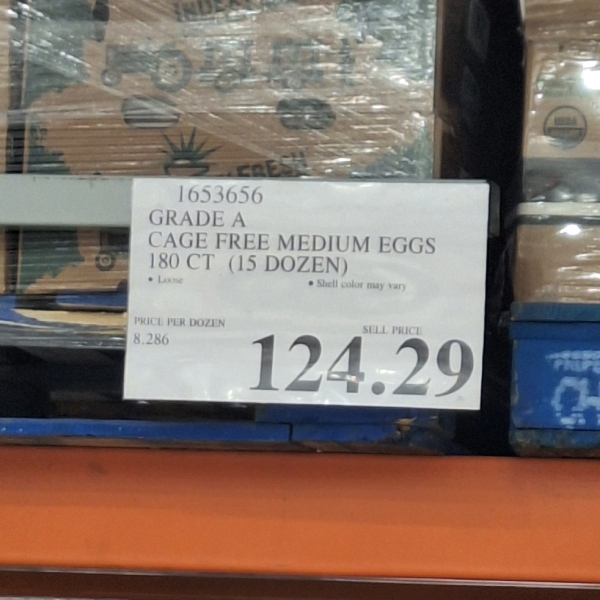 FRESH
1653656
GRADE A
CAGE FREE MEDIUM EGGS
180 CT (15 DOZEN)
• Loose • Shell color may vary
PRICE PER DOZEN SELL PRICE
8.286 124.29